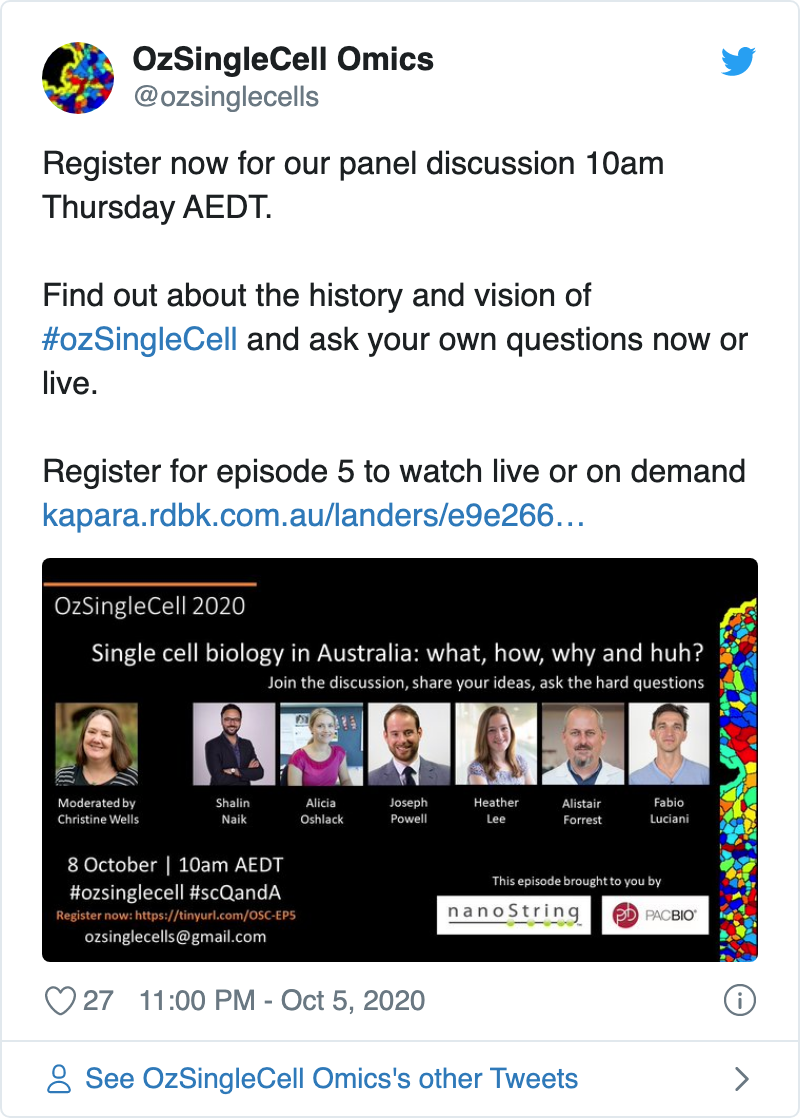 OzSingleCell Omics
@ozsinglecells
Register now for our panel discussion 10am
Thursday AEDT.
Find out about the history and vision of
#ozSingleCell and ask your own questions now or
live.
Register for episode 5 to watch live or on demand
kapara.rdbk.com.au/landers/e9e266…
OzSingleCell 2020
Single cell biology in Australia: what, how, why and huh?
Join the discussion, share your ideas, ask the hard questions
Moderated by
Christine Wells
Shalin
Naik
Alicia
Oshlack
Joseph
Powell
Heather
Lee
Alistair
Forrest
Fabio
Luciani
8 October | 10am AEDT
#ozsinglecell #scQandA
Register now: https://tinyurl.com/OSC-EP5
ozsinglecells@gmail.com
This episode brought to you by
nanoString
PB PACBIO
27 11:00 PM - Oct 5, 2020
See OzSingleCell Omics's other Tweets